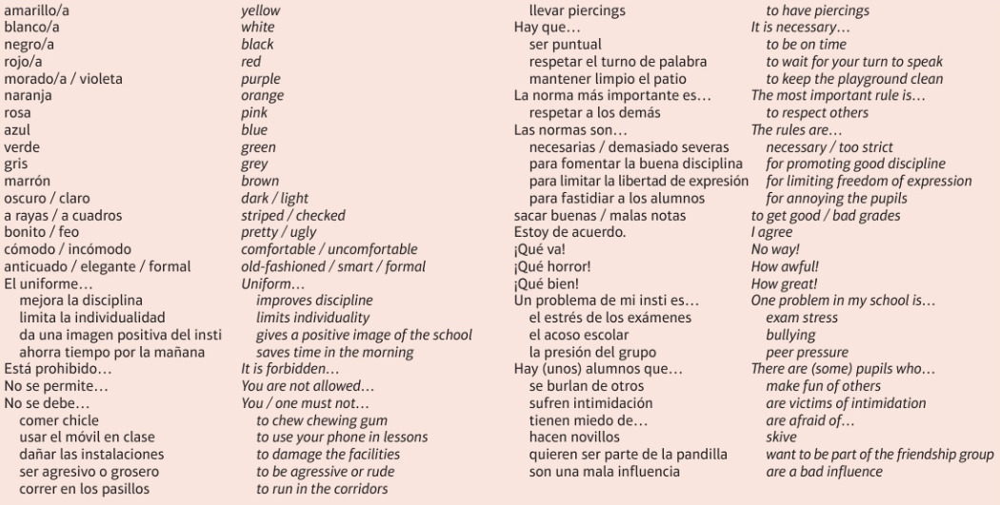 amarillo/a yellow
blanco/a white
negro/a black
rojo/a red
morado/a / violeta purple
naranja orange
rosa pink
azul blue
verde green
gris grey
marrón brown
oscuro / claro dark / light
a rayas / a cuadros striped / checked
bonito / feo pretty / ugly
cómodo / incómodo comfortable / uncomfortable
anticuado / elegante / formal old-fashioned / smart / formal
El uniforme… Uniform…
mejora la disciplina improves discipline
limita la individualidad limits individuality
da una imagen positiva del insti gives a positive image of the school
ahorra tiempo por la mañana saves time in the morning
Está prohibido… It is forbidden…
No se permite… You are not allowed…
No se debe… You / one must not…
comer chicle to chew chewing gum
usar el móvil en clase to use your phone in lessons
dañar las instalaciones to damage the facilities
ser agresivo o grosero to be agressive or rude
correr en los pasillos to run in the corridors
llevar piercings to have piercings
Hay que… It is necessary…
ser puntual to be on time
respetar el turno de palabra to wait for your turn to speak
mantener limpio el patio to keep the playground clean
La norma más importante es… The most important rule is…
respetar a los demás to respect others
Las normas son… The rules are…
necesarias / demasiado severas necessary / too strict
para fomentar la buena disciplina for promoting good discipline
para limitar la libertad de expresión for limiting freedom of expression
para fastidiar a los alumnos for annoying the pupils
sacar buenas / malas notas to get good / bad grades
Estoy de acuerdo. I agree
¡Qué va! No way!
¡Qué horror! How awful!
¡Qué bien! How great!
Un problema de mi insti es… One problem in my school is…
el estrés de los exámenes exam stress
el acoso escolar bullying
la presión del grupo peer pressure
Hay (unos) alumnos que… There are (some) pupils who…
se burlan de otros make fun of others
sufren intimidación are victims of intimidation
tienen miedo de… are afraid of…
hacen novillos skive
quieren ser parte de la pandilla want to be part of the friendship group
son una mala influencia are a bad influence